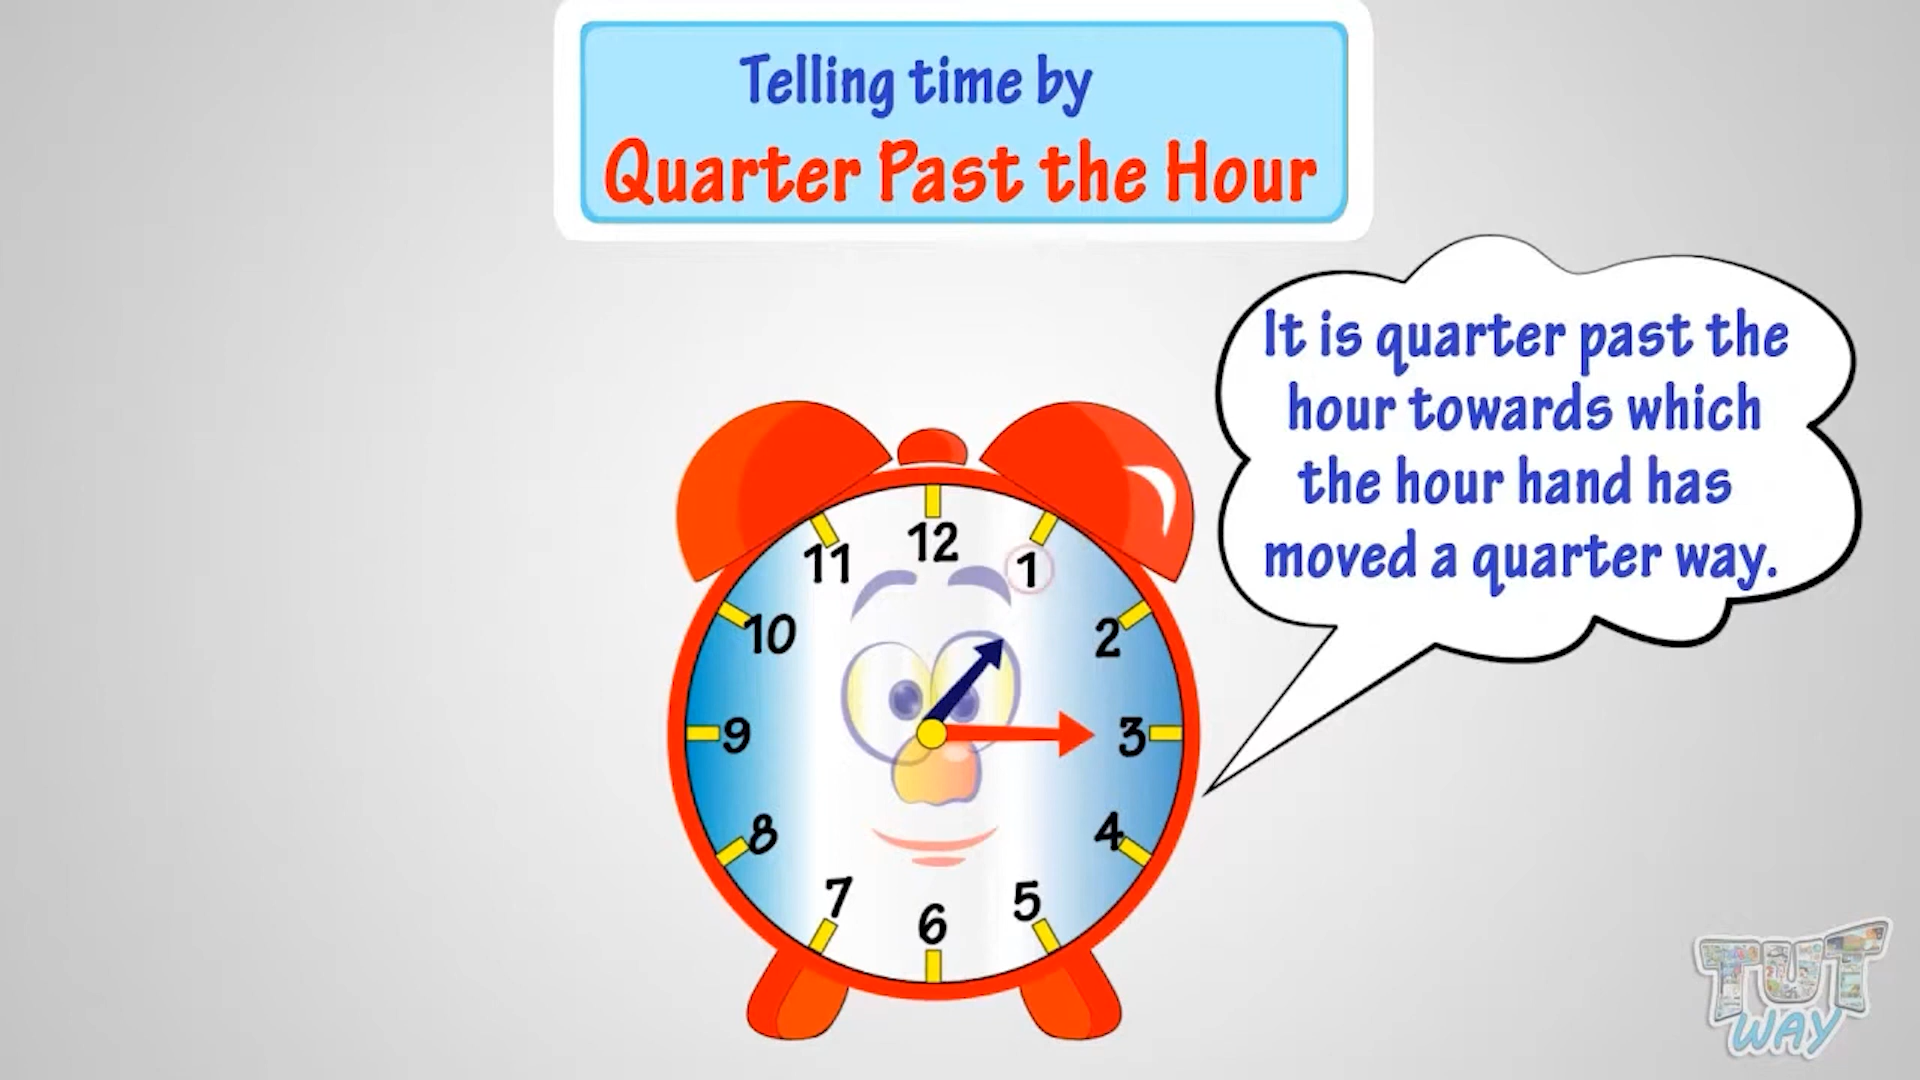 Telling time by
Quarter Past the Hour
It is quarter past the
hour towards which
the hour hand has
moved a quarter way.
12
11
1
10
2
9
3
8
4
7
5
6
TUT
WAY